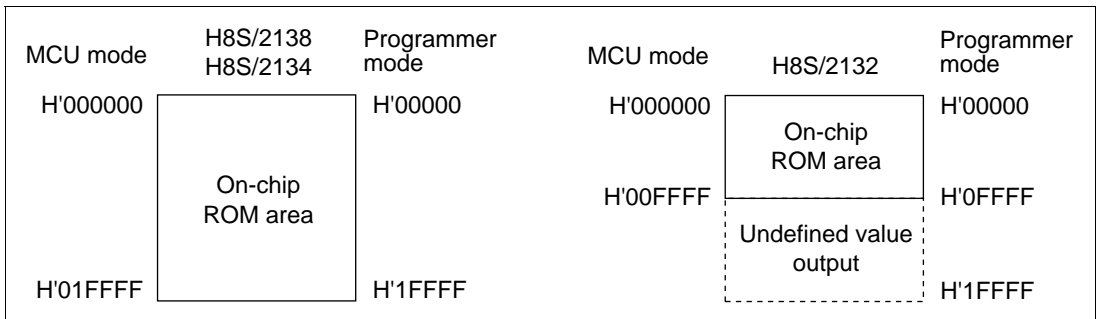 MCU mode
H8S/2138
H8S/2134
Programmer
mode
H'000000
H'00000
On-chip
ROM area
H'01FFFF
H'1FFFF
MCU mode
H8S/2132
Programmer
mode
H'000000
H'00000
On-chip
ROM area
H'00FFFF
H'0FFFF
Undefined value
output
H'1FFFF